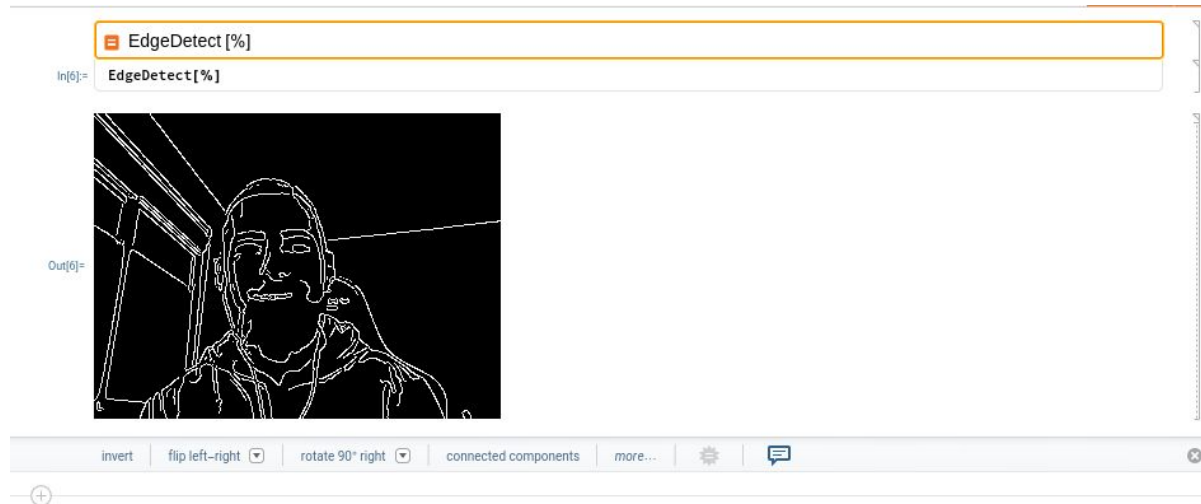 EdgeDetect [%]
In[6]:= EdgeDetect[%]
Out[6]=
invert flip left-right rotate 90° right connected components more...